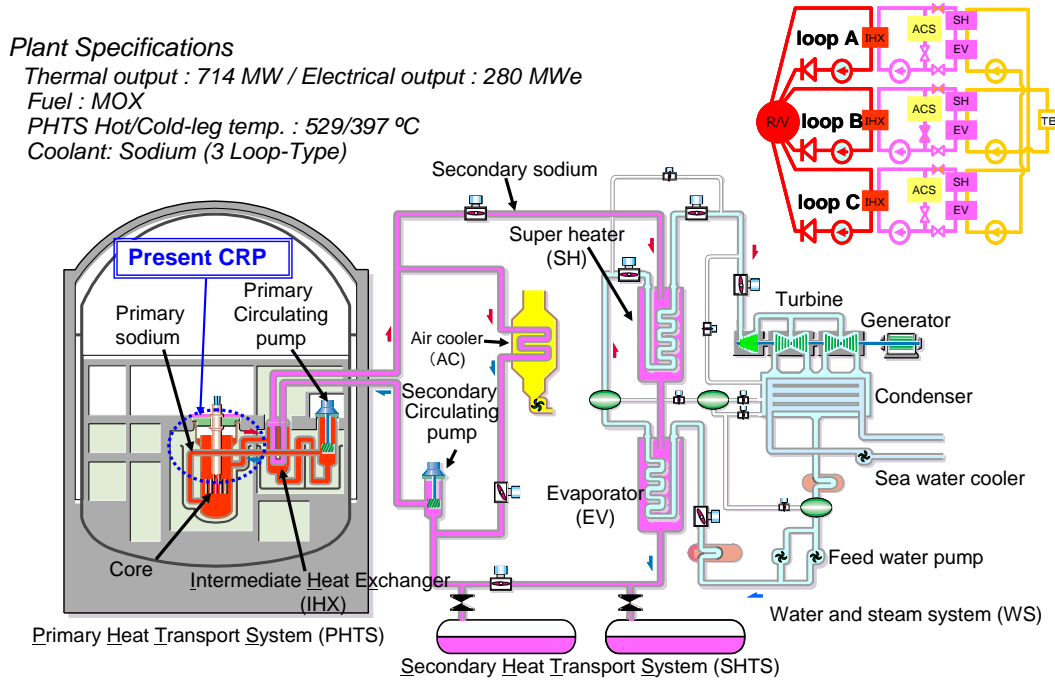 Plant Specifications
Thermal output : 714 MW / Electrical output : 280 MWe
Fuel : MOX
PHTS Hot/Cold-leg temp. : 529/397 ºC
Coolant: Sodium (3 Loop-Type)
loop A
IHX
ACS
SH
EV
R/V
loop B
IHX
ACS
SH
EV
TB
loop C
IHX
ACS
SH
EV
Secondary sodium
Super heater
(SH)
Present CRP
Primary
sodium
Primary
Circulating
pump
Air cooler
(AC)
Secondary
Circulating
pump
Turbine
Generator
Condenser
Sea water cooler
Evaporator
(EV)
Feed water pump
Core
Intermediate Heat Exchanger
(IHX)
Water and steam system (WS)
Primary Heat Transport System (PHTS)
Secondary Heat Transport System (SHTS)